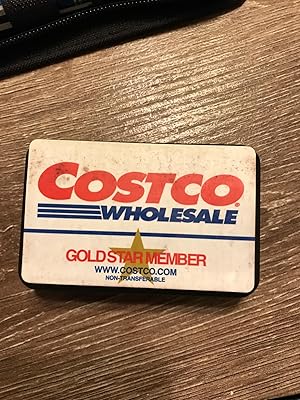 COSTCO
WHOLESALE
GOLD STAR MEMBER
WWW.COSTCO.COM
NON-TRANSFERABLE